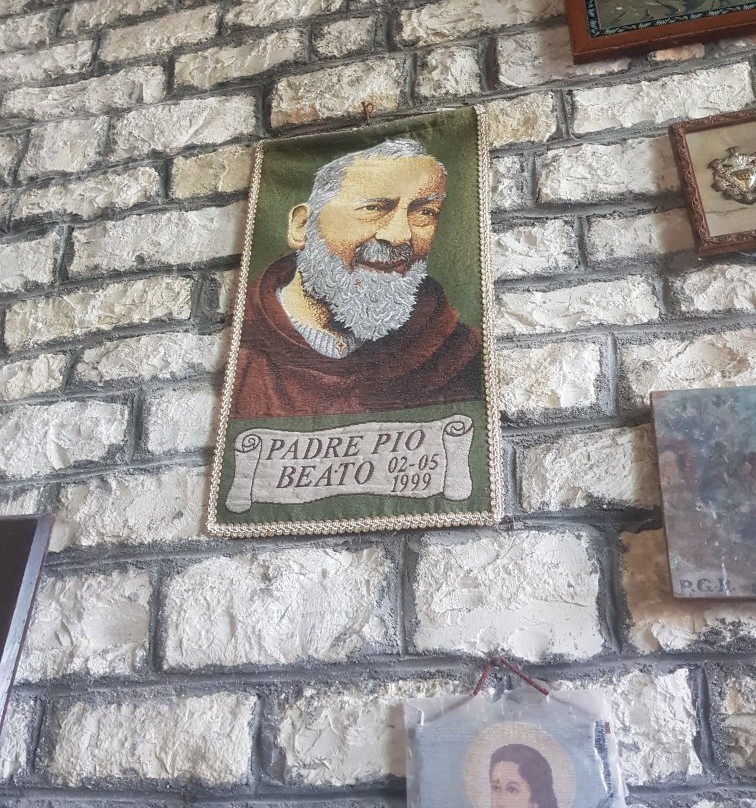 PADRE PIO
BEATO 02-05
1999
P.G.R.